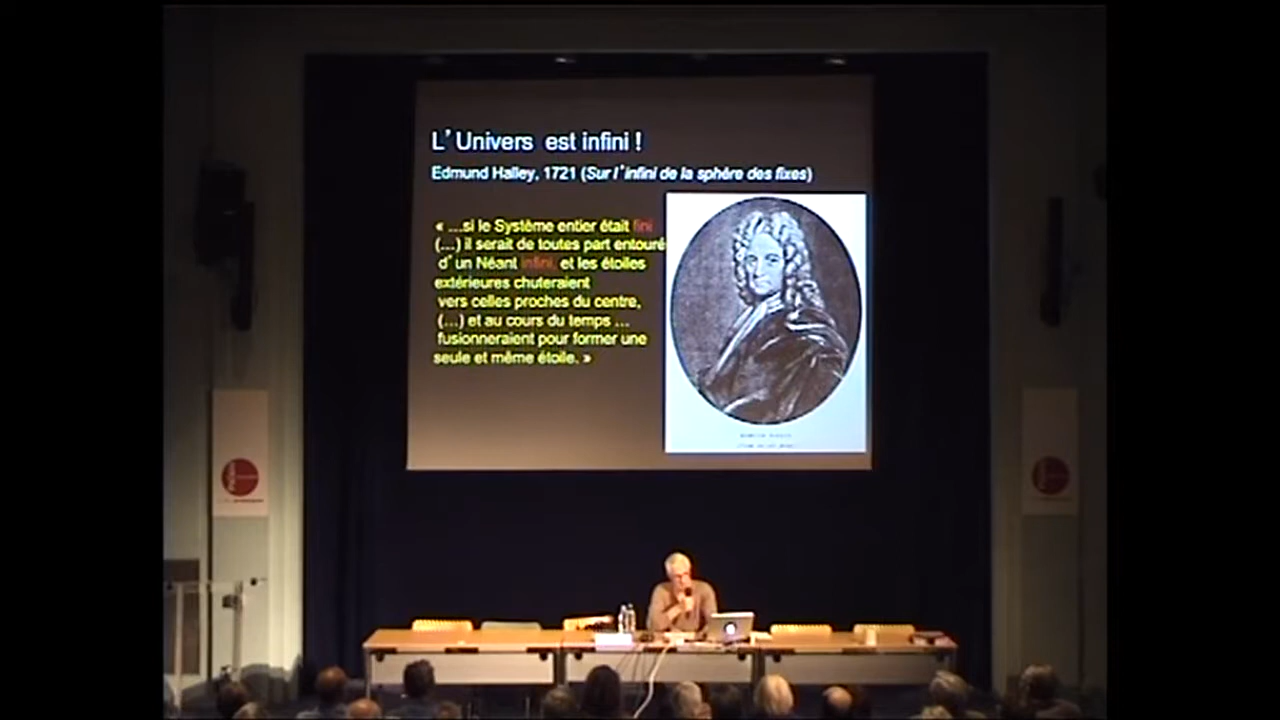 L’Univers est infini !
Edmund Halley, 1721 (Sur l’infini de la sphère des fixes)
« ...si le Système entier était fini
(...) il serait de toutes part entouré
d’un Néant infini, et les étoiles
extérieures chuteraient
vers celles proches du centre,
(...) et au cours du temps ...
fusionneraient pour former une
seule et même étoile. »